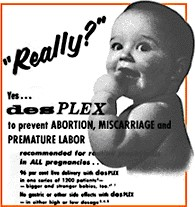 "Really?"
Yes...
desPLEX
to prevent ABORTION, MISCARRIAGE and
PREMATURE LABOR
recommended for r
in ALL pregnancies...
96 per cent live delivery with desPLEX
in one series of 1200 patients—
— bigger and stronger babies, too.
No gastric or other side effects with desPLEX
— in either high or low dosage